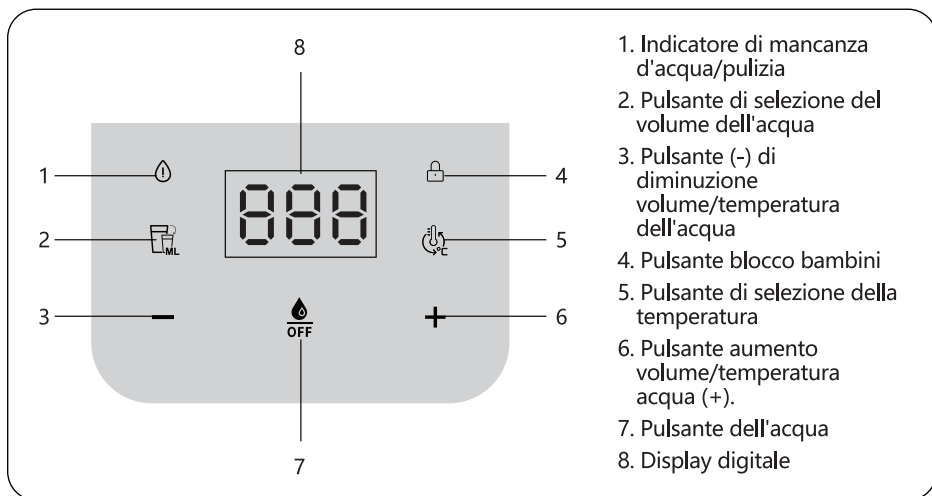 8
1
2
3
4
5
6
7
888
ML
°C
OFF
1. Indicatore di mancanza
d'acqua/pulizia
2. Pulsante di selezione del
volume dell'acqua
3. Pulsante (-) di
diminuzione
volume/temperatura
dell'acqua
4. Pulsante blocco bambini
5. Pulsante di selezione della
temperatura
6. Pulsante aumento
volume/temperatura
acqua (+).
7. Pulsante dell'acqua
8. Display digitale